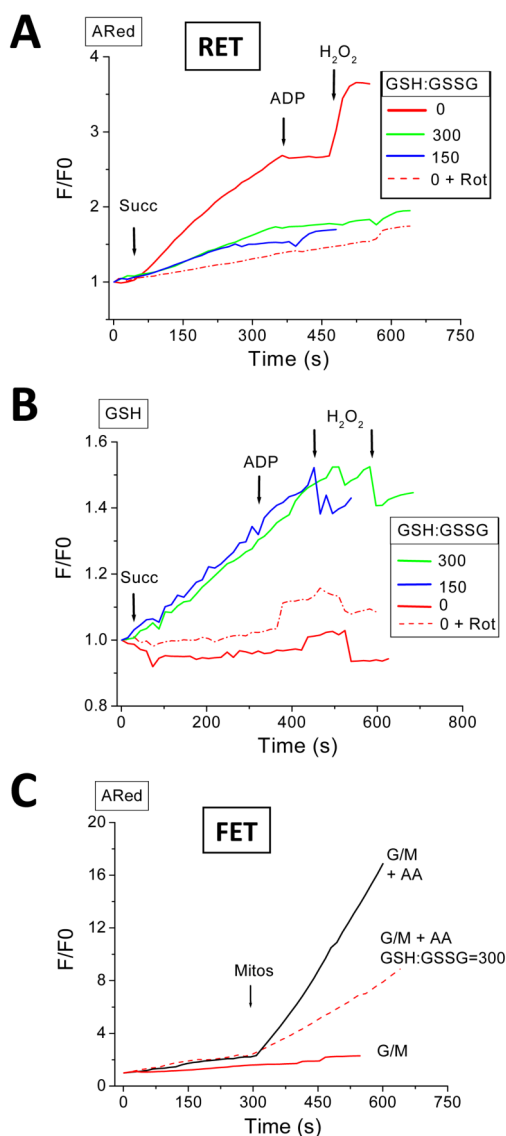 A
ARed
RET
H₂O₂
ADP
Succ
GSH:GSSG
0
300
150
0 + Rot
4
3
2
1
F/F0
0
150
300
450
600
750
Time (s)
B
GSH
H₂O₂
ADP
Succ
GSH:GSSG
300
150
0
0 + Rot
1.6
1.4
1.2
1.0
0.8
F/F0
0
200
400
600
800
Time (s)
C
ARed
FET
G/M
+ AA
G/M + AA
GSH:GSSG=300
G/M
Mitos
20
16
12
8
4
0
F/F0
0
150
300
450
600
750
Time (s)